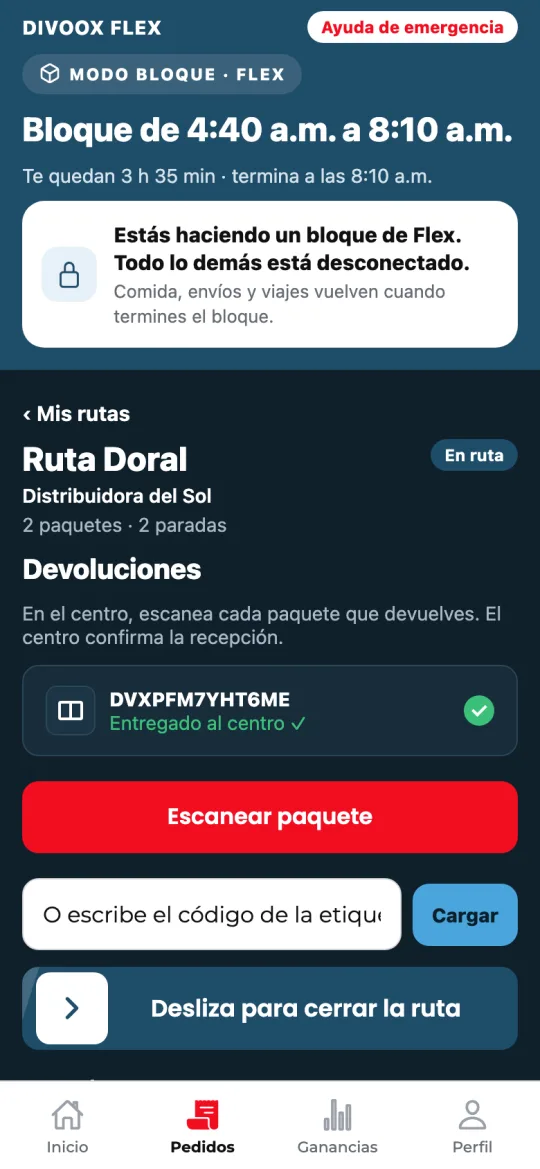 DIVOOX FLEX
Ayuda de emergencia
MODO BLOQUE · FLEX
Bloque de 4:40 a.m. a 8:10 a.m.
Te quedan 3 h 35 min · termina a las 8:10 a.m.
Estás haciendo un bloque de Flex.
Todo lo demás está desconectado.
Comida, envíos y viajes vuelven cuando
termines el bloque.
‹ Mis rutas
Ruta Doral
En ruta
Distribuidora del Sol
2 paquetes · 2 paradas
Devoluciones
En el centro, escanea cada paquete que devuelves. El
centro confirma la recepción.
DVXPFM7YHT6ME
Entregado al centro ✓
Escanear paquete
O escribe el código de la etique
Cargar
Desliza para cerrar la ruta
Inicio
Pedidos
Ganancias
Perfil